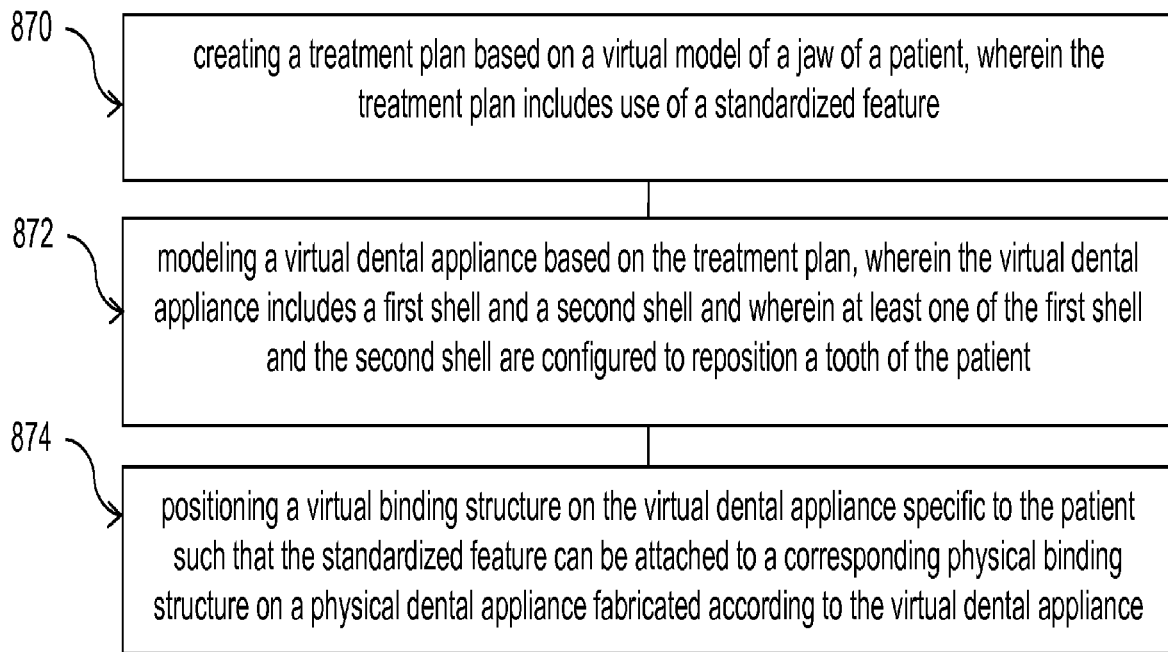 870
creating a treatment plan based on a virtual model of a jaw of a patient, wherein the
treatment plan includes use of a standardized feature
872
modeling a virtual dental appliance based on the treatment plan, wherein the virtual dental
appliance includes a first shell and a second shell and wherein at least one of the first shell
and the second shell are configured to reposition a tooth of the patient
874
positioning a virtual binding structure on the virtual dental appliance specific to the patient
such that the standardized feature can be attached to a corresponding physical binding
structure on a physical dental appliance fabricated according to the virtual dental appliance